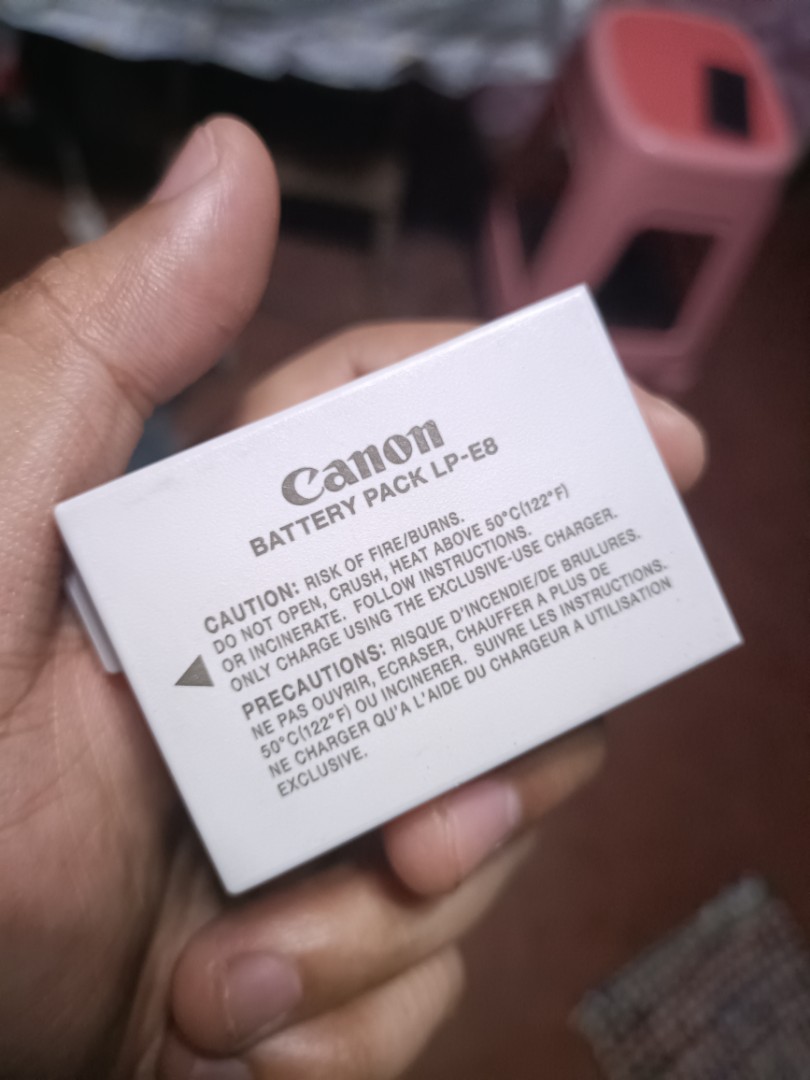 Canon
BATTERY PACK LP-E8
CAUTION: RISK OF FIRE/BURNS.
DO NOT OPEN, CRUSH, HEAT ABOVE 50°C(122°F)
OR INCINERATE. FOLLOW INSTRUCTIONS.
ONLY CHARGE USING THE EXCLUSIVE-USE CHARGER.
PRECAUTIONS: RISQUE D'INCENDIE/DE BRULURES.
NE PAS OUVRIR, ECRASER, CHAUFFER A PLUS DE
50°C(122°F) OU INCINERER. SUIVRE LES INSTRUCTIONS.
NE CHARGER QU'A L'AIDE DU CHARGEUR A UTILISATION
EXCLUSIVE.